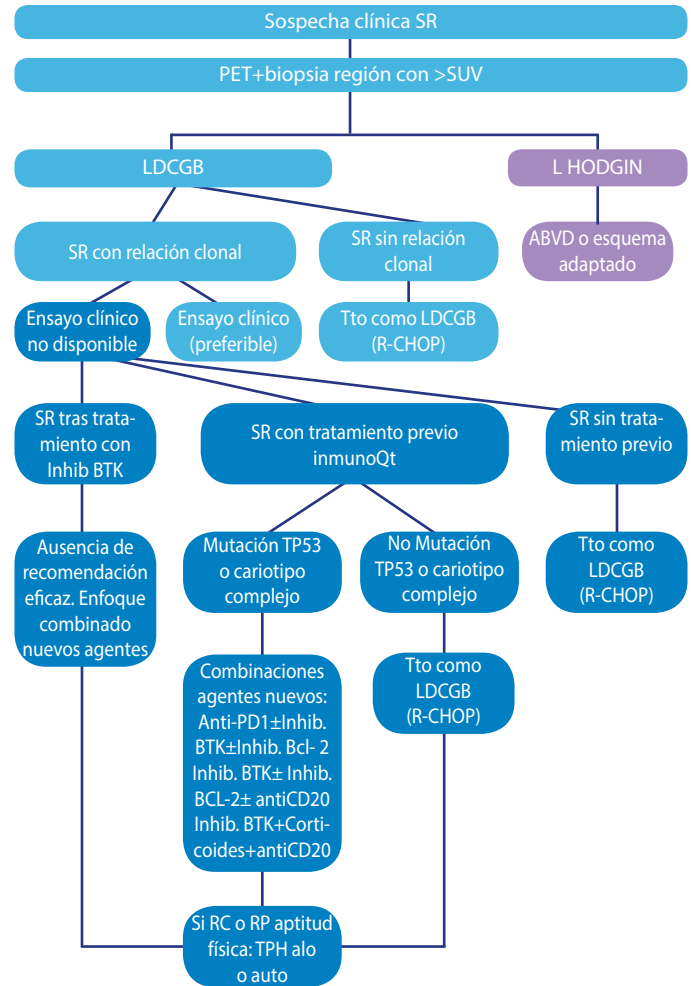 Sospecha clínica SR
PET+biopsia región con >SUV
LDCGB
L HODGIN
SR con relación clonal
SR sin relación
clonal
ABVD o esquema
adaptado
Ensayo clínico
no disponible
Ensayo clínico
(preferible)
Tto como LDCGB
(R-CHOP)
SR tras trata-
miento con
Inhib BTK
SR con tratamiento previo
inmunoQt
SR sin trata-
miento previo
Ausencia de
recomendación
eficaz. Enfoque
combinado
nuevos agentes
Mutación TP53
o cariotipo
complejo
No Mutación
TP53 o cariotipo
complejo
Tto como
LDCGB
(R-CHOP)
Combinaciones
agentes nuevos:
Anti-PD1±Inhib.
BTK±Inhib. Bcl- 2
Inhib. BTK± Inhib.
BCL-2± antiCD20
Inhib. BTK+Corti-
coides+antiCD20
Tto como
LDCGB
(R-CHOP)
Si RC o RP aptitud
física: TPH alo
o auto